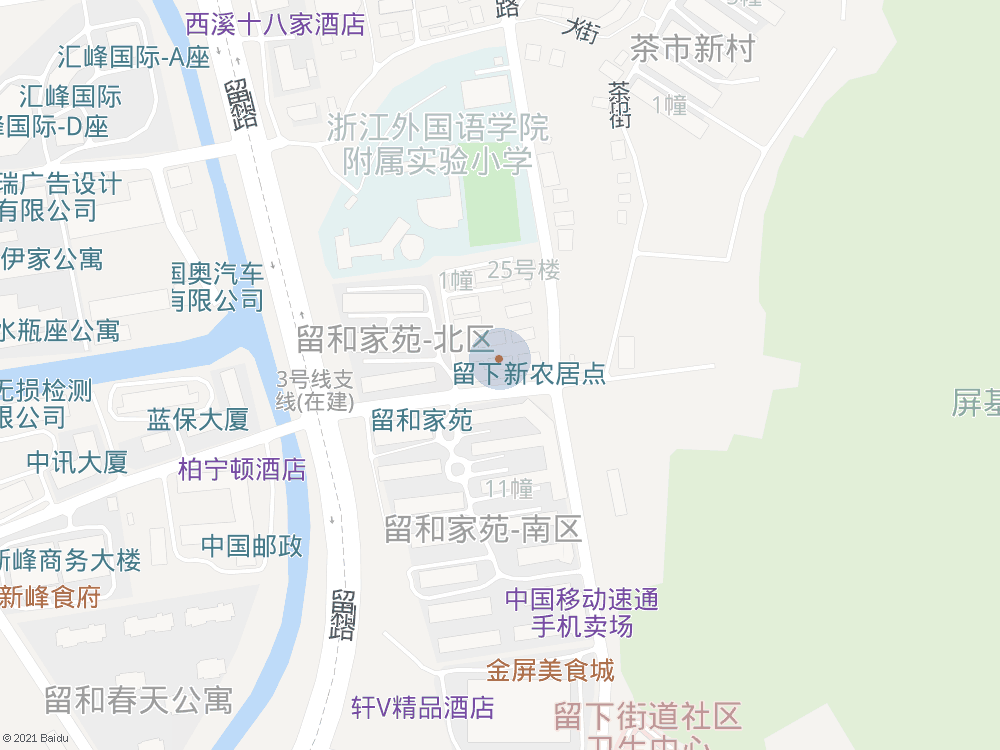 西溪十八家酒店
路
大街
茶市新村
3幢
汇峰国际-A座
汇峰国际
峰国际-D座
留和路
茶市街
1幢
浙江外国语学院
附属实验小学
瑞广告设计
有限公司
伊家公寓
国奥汽车
有限公司
1幢
25号楼
水瓶座公寓
留和家苑-北区
留下新农居点
3号线支
线(在建)
无损检测
限公司
蓝保大厦
留和家苑
屏基
中讯大厦
柏宁顿酒店
11幢
留和家苑-南区
中国邮政
新峰商务大楼
新峰食府
留和路
中国移动速通
手机卖场
金屏美食城
留和春天公寓
轩V精品酒店
留下街道社区
卫生中心
© 2021 Baidu